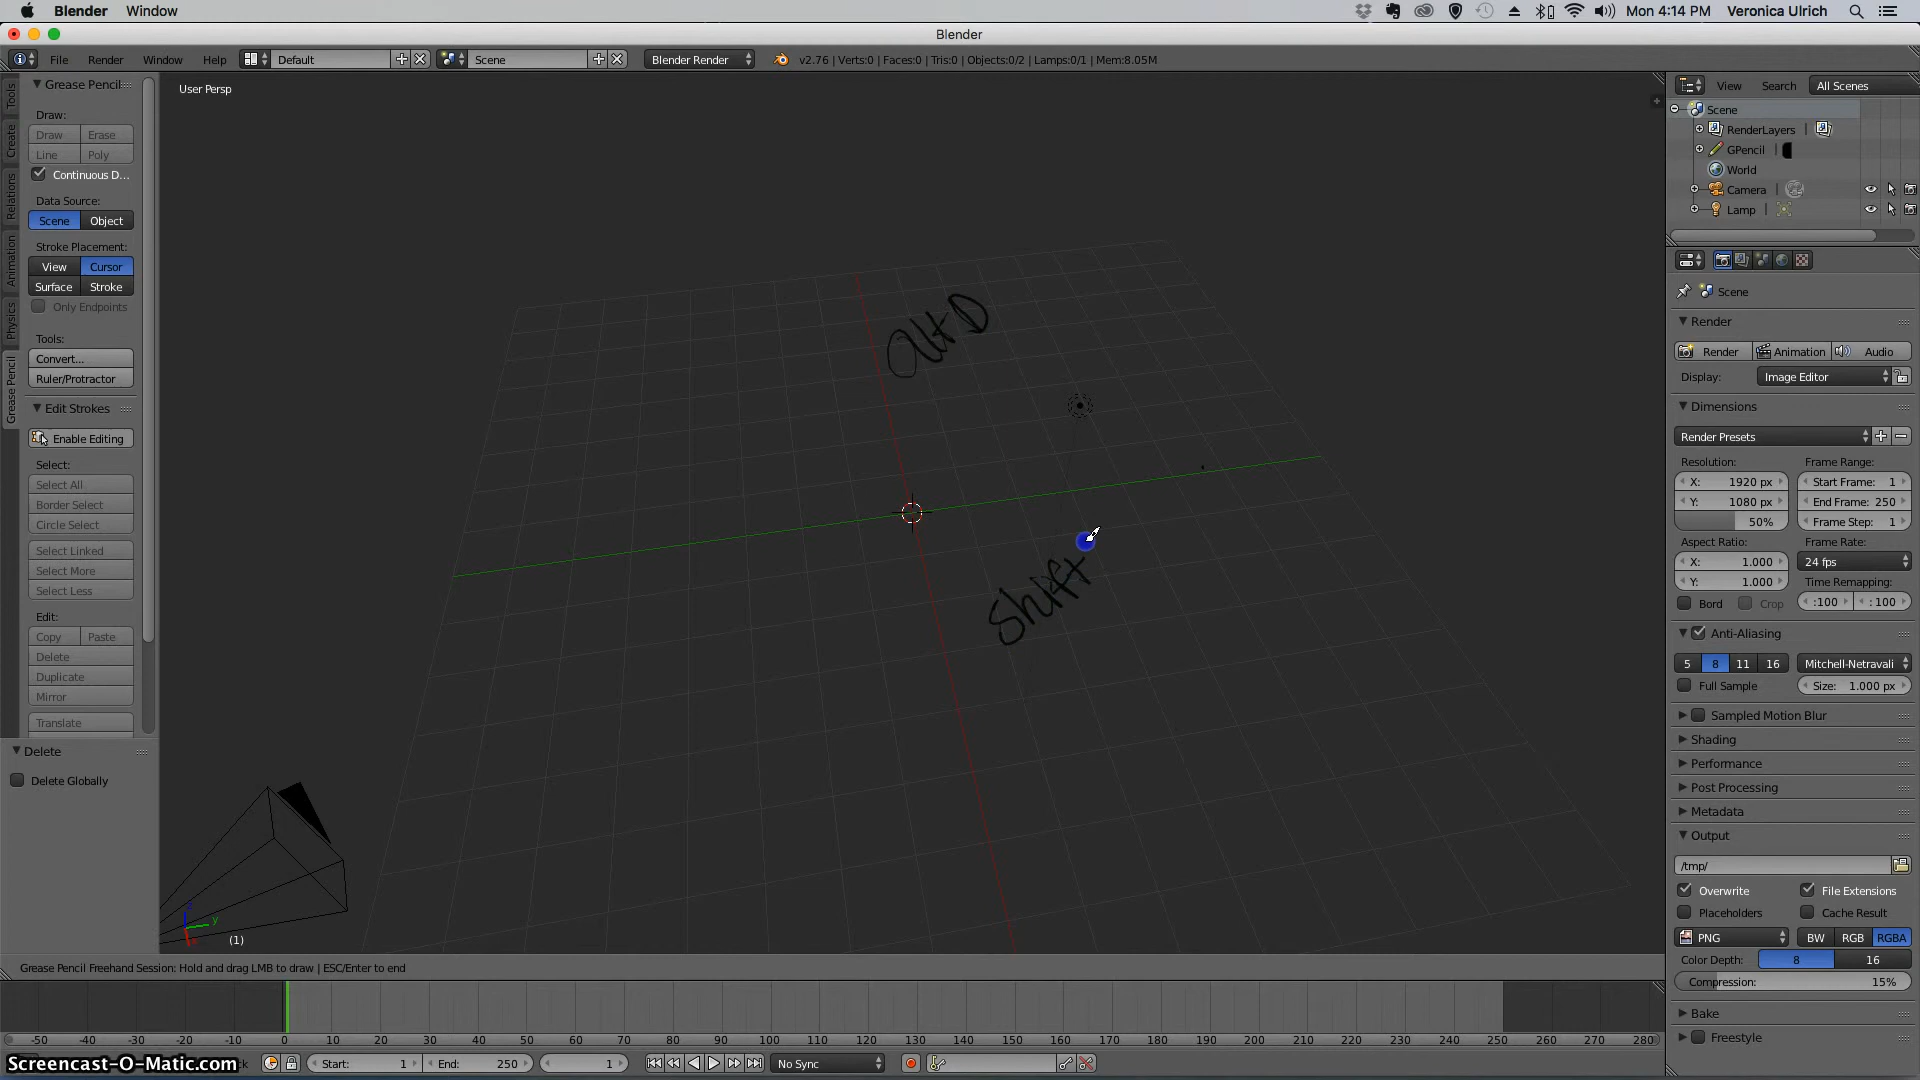 Blender Window Mon 4:14 PM Veronica Ulrich
Blender
File Render Window Help Default Scene Blender Render v2.76 | Verts:0 | Faces:0 | Tris:0 | Objects:0/2 | Lamps:0/1 | Mem:8.05M
Tools
Create
Relations
Animation
Physics
Grease Pencil
Grease Pencil
Draw:
Draw Erase
Line Poly
Continuous D...
Data Source:
Scene Object
Stroke Placement:
View Cursor
Surface Stroke
Only Endpoints
Tools:
Convert...
Ruler/Protractor
Edit Strokes
Enable Editing
Select:
Select All
Border Select
Circle Select
Select Linked
Select More
Select Less
Edit:
Copy Paste
Delete
Duplicate
Mirror
Translate
Delete
Delete Globally
User Persp
alt D
Shift
z
y
(1)
Grease Pencil Freehand Session: Hold and drag LMB to draw | ESC/Enter to end
View Search All Scenes
Scene
RenderLayers |
GPencil |
World
Camera |
Lamp |
Scene
Render
Render Animation Audio
Display: Image Editor
Dimensions
Render Presets
Resolution: Frame Range:
X: 1920 px Start Frame: 1
Y: 1080 px End Frame: 250
50% Frame Step: 1
Aspect Ratio: Frame Rate:
X: 1.000 24 fps
Y: 1.000 Time Remapping:
Bord Crop :100 : 100
Anti-Aliasing
5 8 11 16 Mitchell-Netravali
Full Sample Size: 1.000 px
Sampled Motion Blur
Shading
Performance
Post Processing
Metadata
Output
/tmp/
Overwrite File Extensions
Placeholders Cache Result
PNG BW RGB RGBA
Color Depth: 8 16
Compression: 15%
Bake
Freestyle
-50 -40 -30 -20 -10 0 10 20 30 40 50 60 70 80 90 100 110 120 130 140 150 160 170 180 190 200 210 220 230 240 250 260 270 280
Screencast-O-Matic.com Start: 1 End: 250 1 No Sync